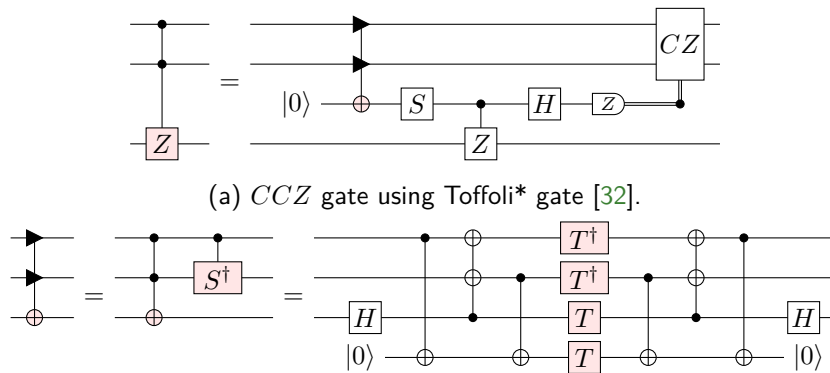 CZ
= |0⟩ S H Z
Z Z
(a) CCZ gate using Toffoli* gate [32].
T†
= S† = T†
H T H
|0⟩ T |0⟩